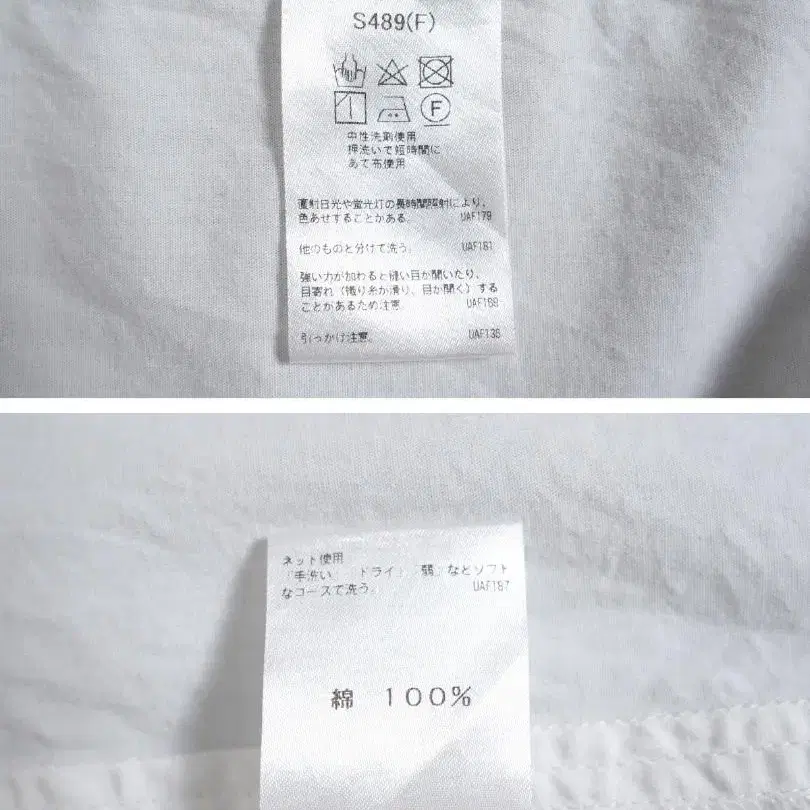 S489(F)
F
中性洗剤使用
押洗いで短時間に
あて布使用
直射日光や蛍光灯の長時間照射により、
色あせすることがある。 UAF179
他のものと分けて洗う。 UAF181
強い力が加わると縫い目が開いたり、
目寄れ(織り糸が滑り、目が開く)する
ことがあるため注意。 UAF168
引っかけ注意。 UAF136
ネット使用
「手洗い」「ドライ」「弱」などソフト
なコースで洗う。 UAF187
綿 100%